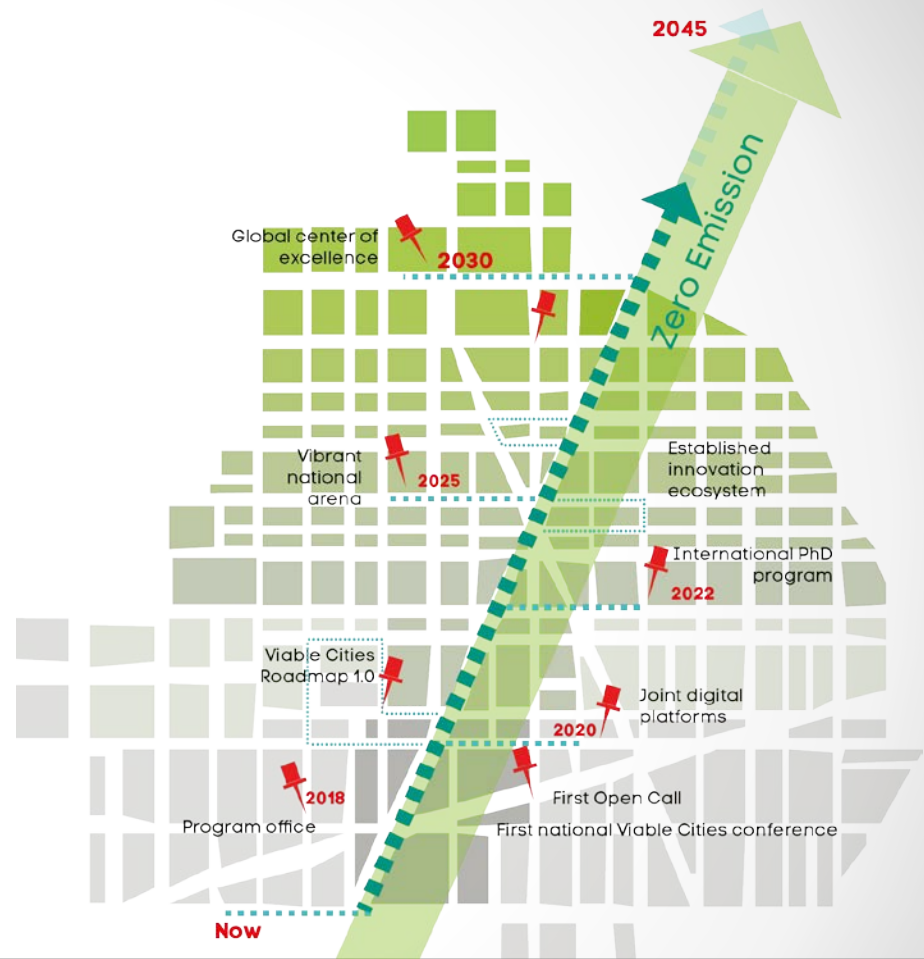 2045
Zero Emission
Global center of
excellence
2030
Vibrant
national
arena
2025
Established
innovation
ecosystem
International PhD
program
2022
Viable Cities
Roadmap 1.0
Joint digital
platforms
2020
2018
Program office
First Open Call
First national Viable Cities conference
Now